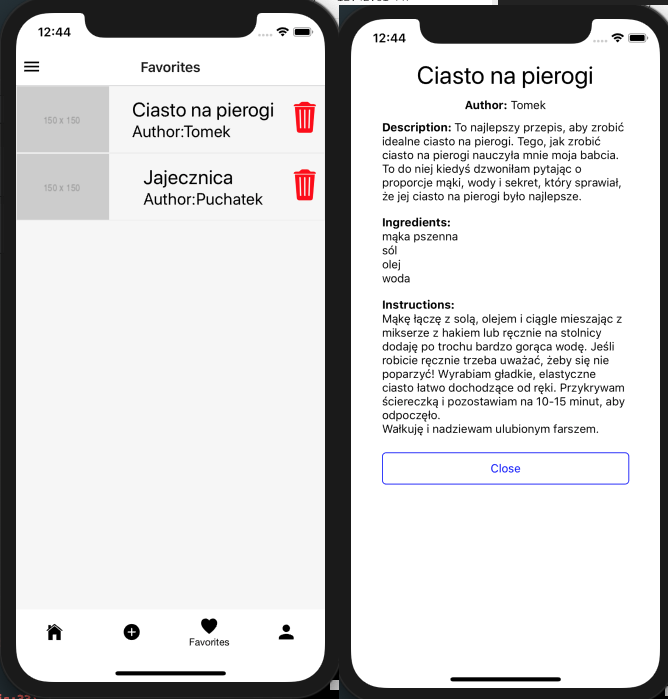 12:44
Favorites
150 x 150
Ciasto na pierogi
Author:Tomek
150 x 150
Jajecznica
Author:Puchatek
Favorites
12:44
Ciasto na pierogi
Author: Tomek
Description: To najlepszy przepis, aby zrobić
idealne ciasto na pierogi. Tego, jak zrobić
ciasto na pierogi nauczyła mnie moja babcia.
To do niej kiedyś dzwoniłam pytając o
proporcje mąki, wody i sekret, który sprawiał,
że jej ciasto na pierogi było najlepsze.
Ingredients:
mąka pszenna
sól
olej
woda
Instructions:
Mąkę łączę z solą, olejem i ciągle mieszając z
mikserze z hakiem lub ręcznie na stolnicy
dodaję po trochu bardzo gorąca wodę. Jeśli
robicie ręcznie trzeba uważać, żeby się nie
poparzyć! Wyrabiam gładkie, elastyczne
ciasto łatwo dochodzące od ręki. Przykrywam
ściereczką i pozostawiam na 10-15 minut, aby
odpoczęło.
Wałkuję i nadziewam ulubionym farszem.
Close